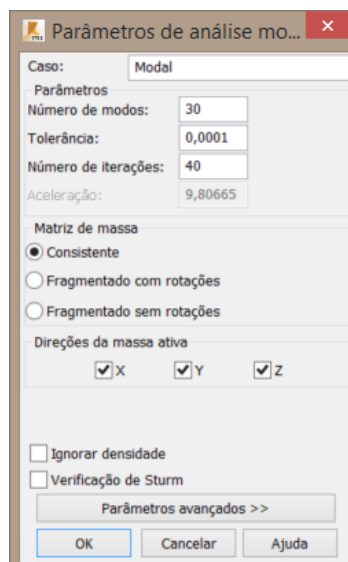 Parâmetros de análise mo...
Caso: Modal
Parâmetros
Número de modos: 30
Tolerância: 0,0001
Número de iterações: 40
Aceleração: 9,80665
Matriz de massa
Consistente
Fragmentado com rotações
Fragmentado sem rotações
Direções da massa ativa
X Y Z
Ignorar densidade
Verificação de Sturm
Parâmetros avançados >>
OK Cancelar Ajuda